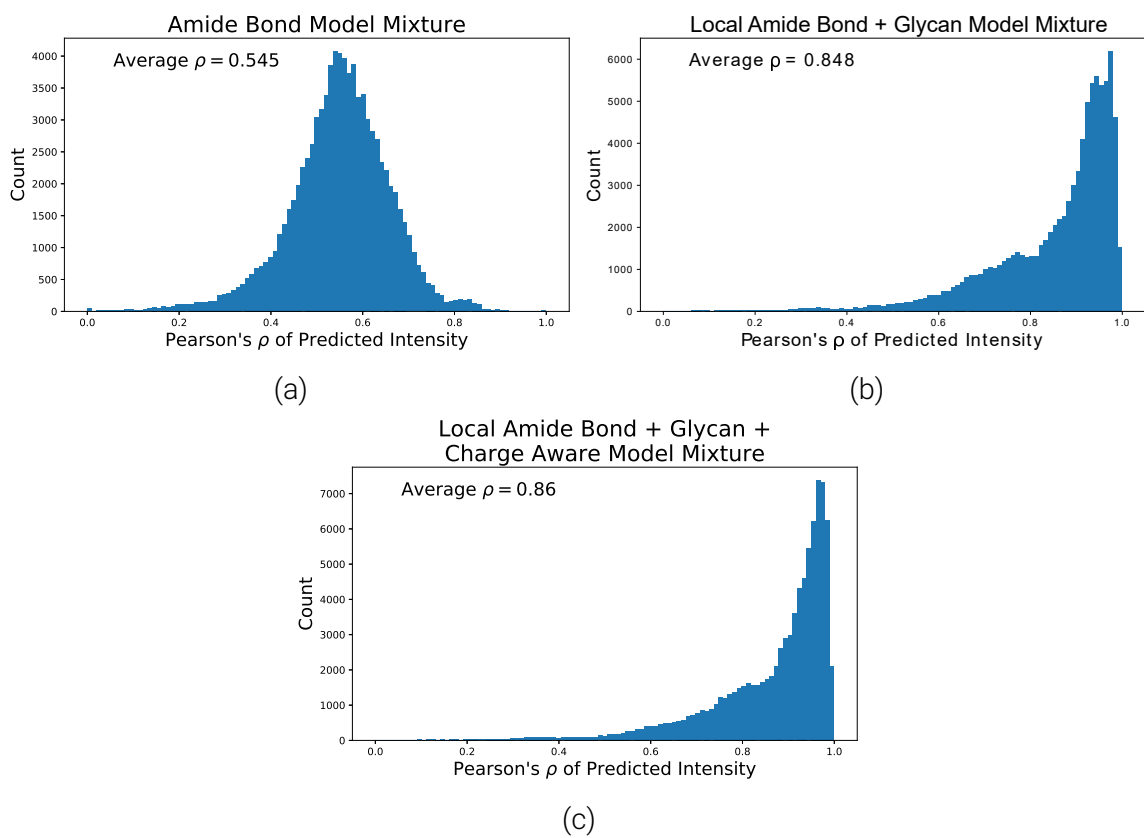 Amide Bond Model Mixture
Average ρ = 0.545
4000
3500
3000
2500
2000
1500
1000
500
0
Count
0.0 0.2 0.4 0.6 0.8 1.0
Pearson's ρ of Predicted Intensity
(a)
Local Amide Bond + Glycan Model Mixture
Average ρ = 0.848
6000
5000
4000
3000
2000
1000
0
Count
0.0 0.2 0.4 0.6 0.8 1.0
Pearson's ρ of Predicted Intensity
(b)
Local Amide Bond + Glycan +
Charge Aware Model Mixture
Average ρ = 0.86
7000
6000
5000
4000
3000
2000
1000
0
Count
0.0 0.2 0.4 0.6 0.8 1.0
Pearson's ρ of Predicted Intensity
(c)